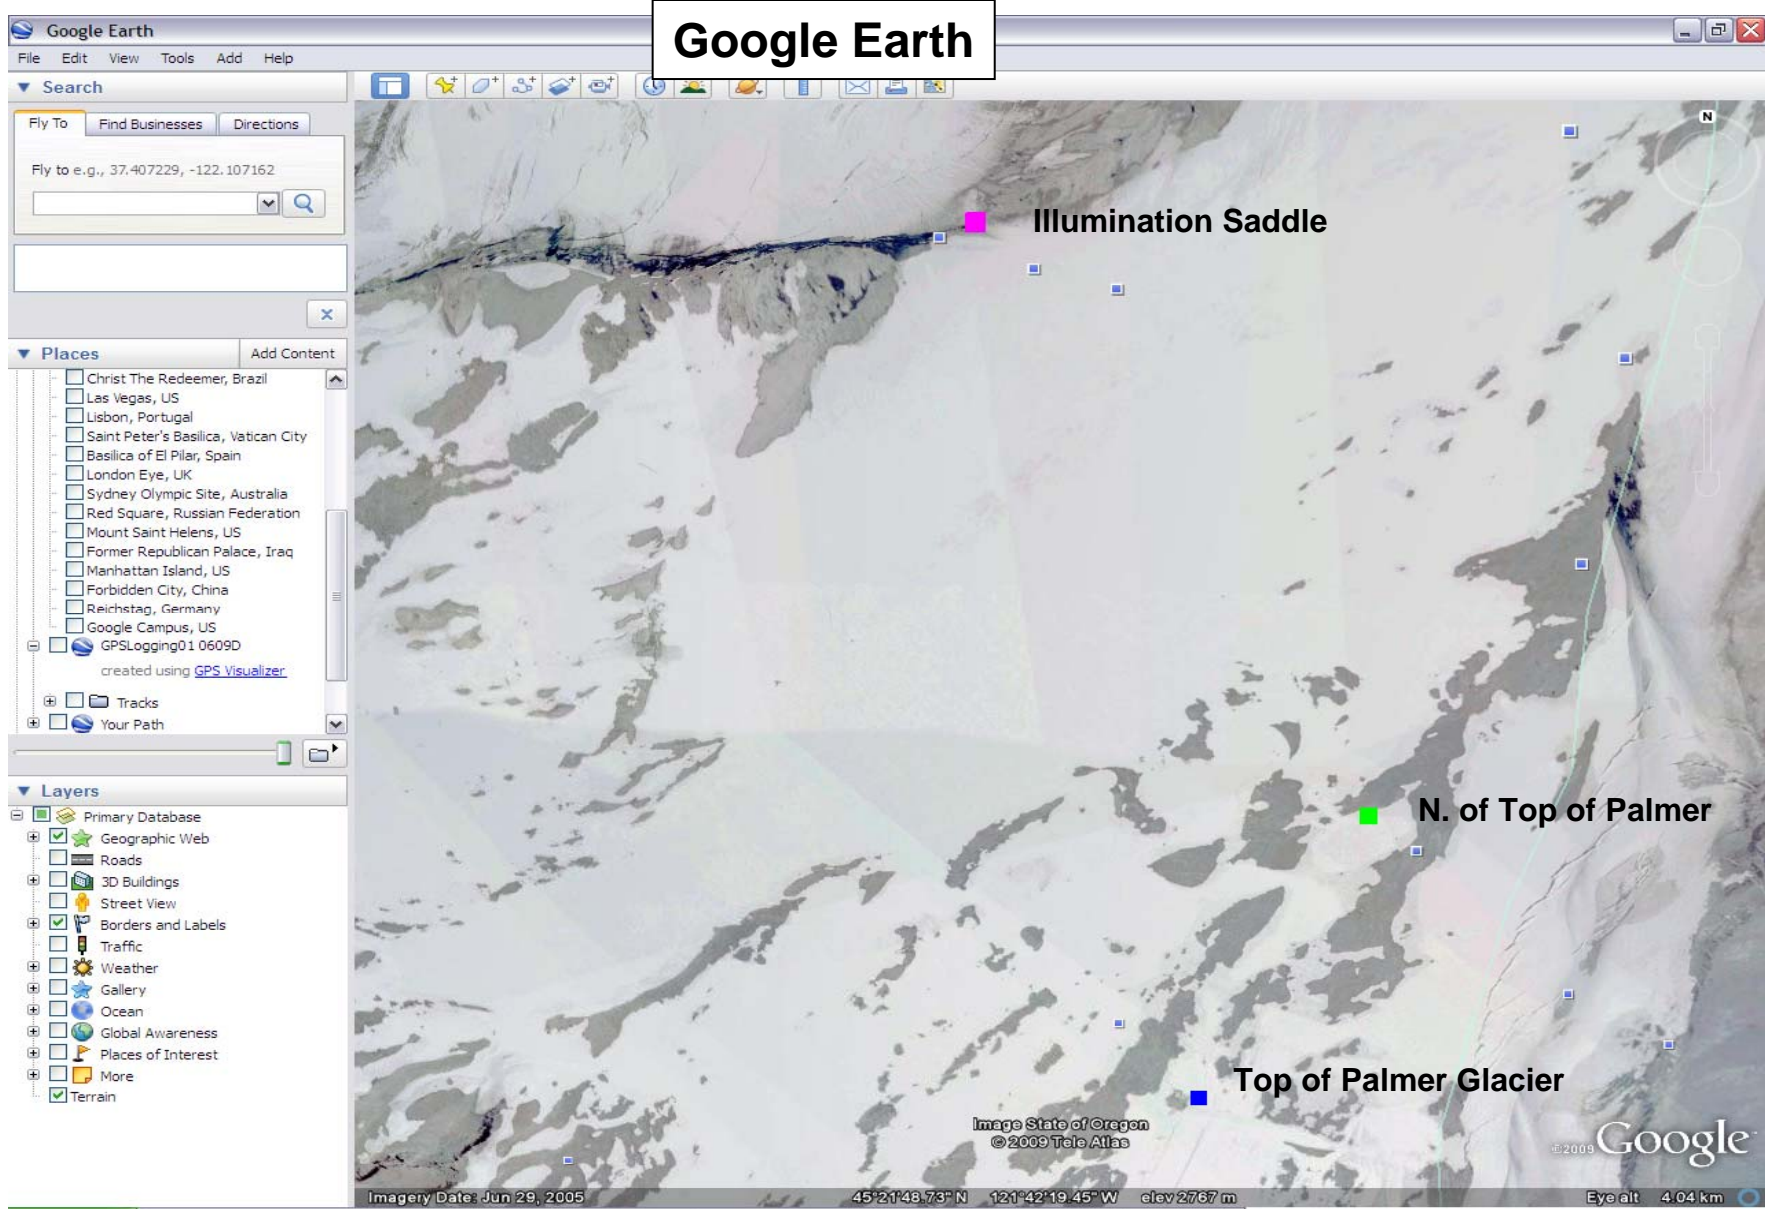 Google Earth
Google Earth
File Edit View Tools Add Help
Search
Fly To Find Businesses Directions
Fly to e.g., 37.407229, -122.107162
N
Illumination Saddle
Places Add Content
Christ The Redeemer, Brazil
Las Vegas, US
Lisbon, Portugal
Saint Peter's Basilica, Vatican City
Basilica of El Pilar, Spain
London Eye, UK
Sydney Olympic Site, Australia
Red Square, Russian Federation
Mount Saint Helens, US
Former Republican Palace, Iraq
Manhattan Island, US
Forbidden City, China
Reichstag, Germany
Google Campus, US
GPSLogging01 0609D
created using GPS Visualizer
Tracks
Your Path
Layers
Primary Database
Geographic Web
Roads
3D Buildings
Street View
Borders and Labels
Traffic
Weather
Gallery
Ocean
Global Awareness
Places of Interest
More
Terrain
N. of Top of Palmer
Top of Palmer Glacier
Image State of Oregon
© 2009 Tele Atlas
©2009 Google
Imagery Date: Jun 29, 2005 45°21'48.73" N 121°42'19.45" W elev 2767 m Eye alt 4.04 km